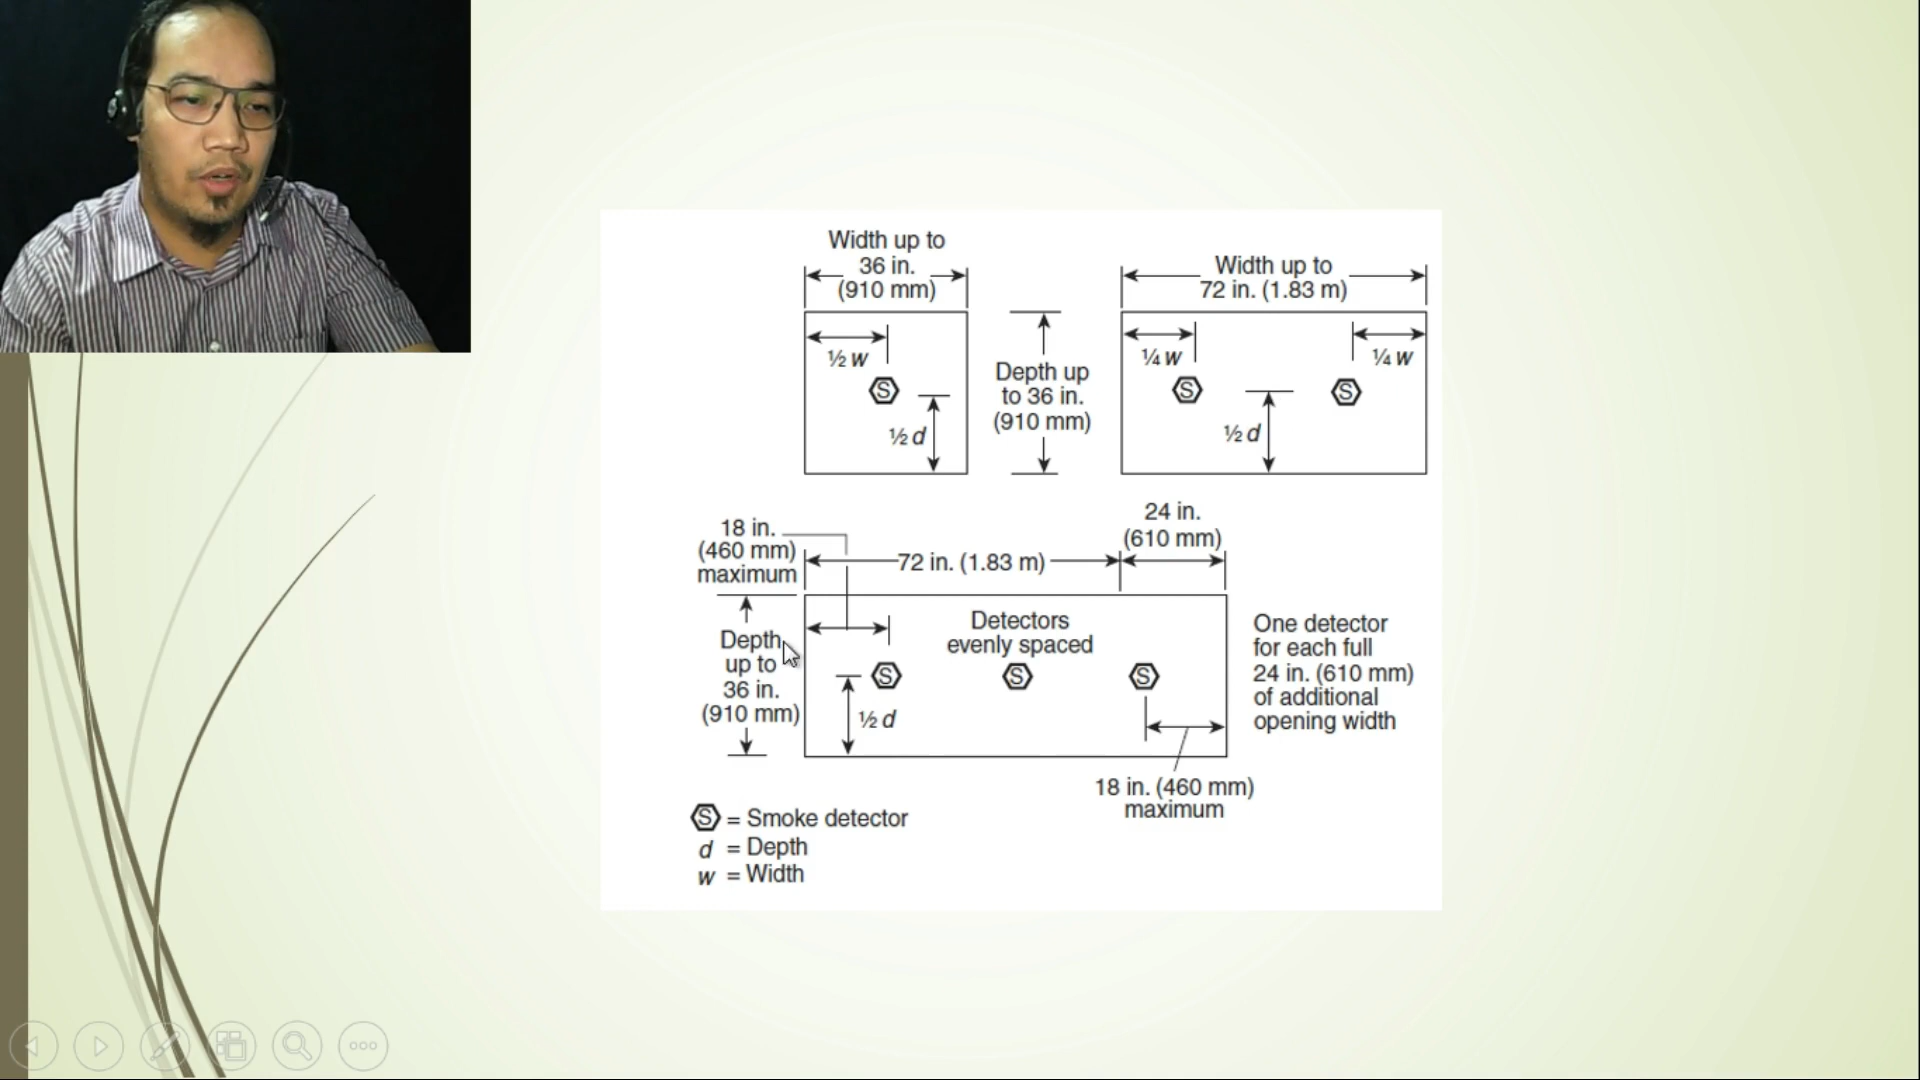 Width up to
36 in.
(910 mm)
Width up to
72 in. (1.83 m)
½ w
S
½ d
Depth up
to 36 in.
(910 mm)
¼ w
¼ w
S
S
½ d
18 in.
(460 mm)
maximum
72 in. (1.83 m)
24 in.
(610 mm)
Depth
up to
36 in.
(910 mm)
Detectors
evenly spaced
S
S
S
½ d
One detector
for each full
24 in. (610 mm)
of additional
opening width
18 in. (460 mm)
maximum
S = Smoke detector
d = Depth
w = Width